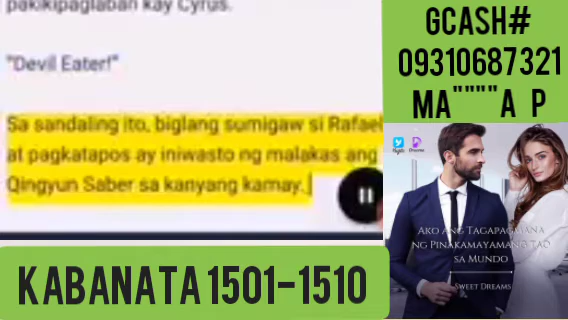 pakikipaglaban kay Cyrus.
"Devil Eater!"
Sa sandaling ito, biglang sumigaw si Rafael
at pagkatapos ay iniwasto ng malakas ang
Qingyun Saber sa kanyang kamay.
KABANATA 1501-1510
GCASH#
09310687321
MA""""A P
AKO ANG TAGAPAGMANA
NG PINAKAMAYAMANG TAO
SA MUNDO
SWEET DREAMS